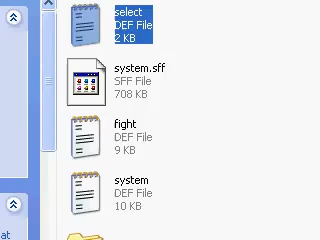 select
DEF File
2 KB
system.sff
SFF File
708 KB
fight
DEF File
9 KB
system
DEF File
10 KB
at